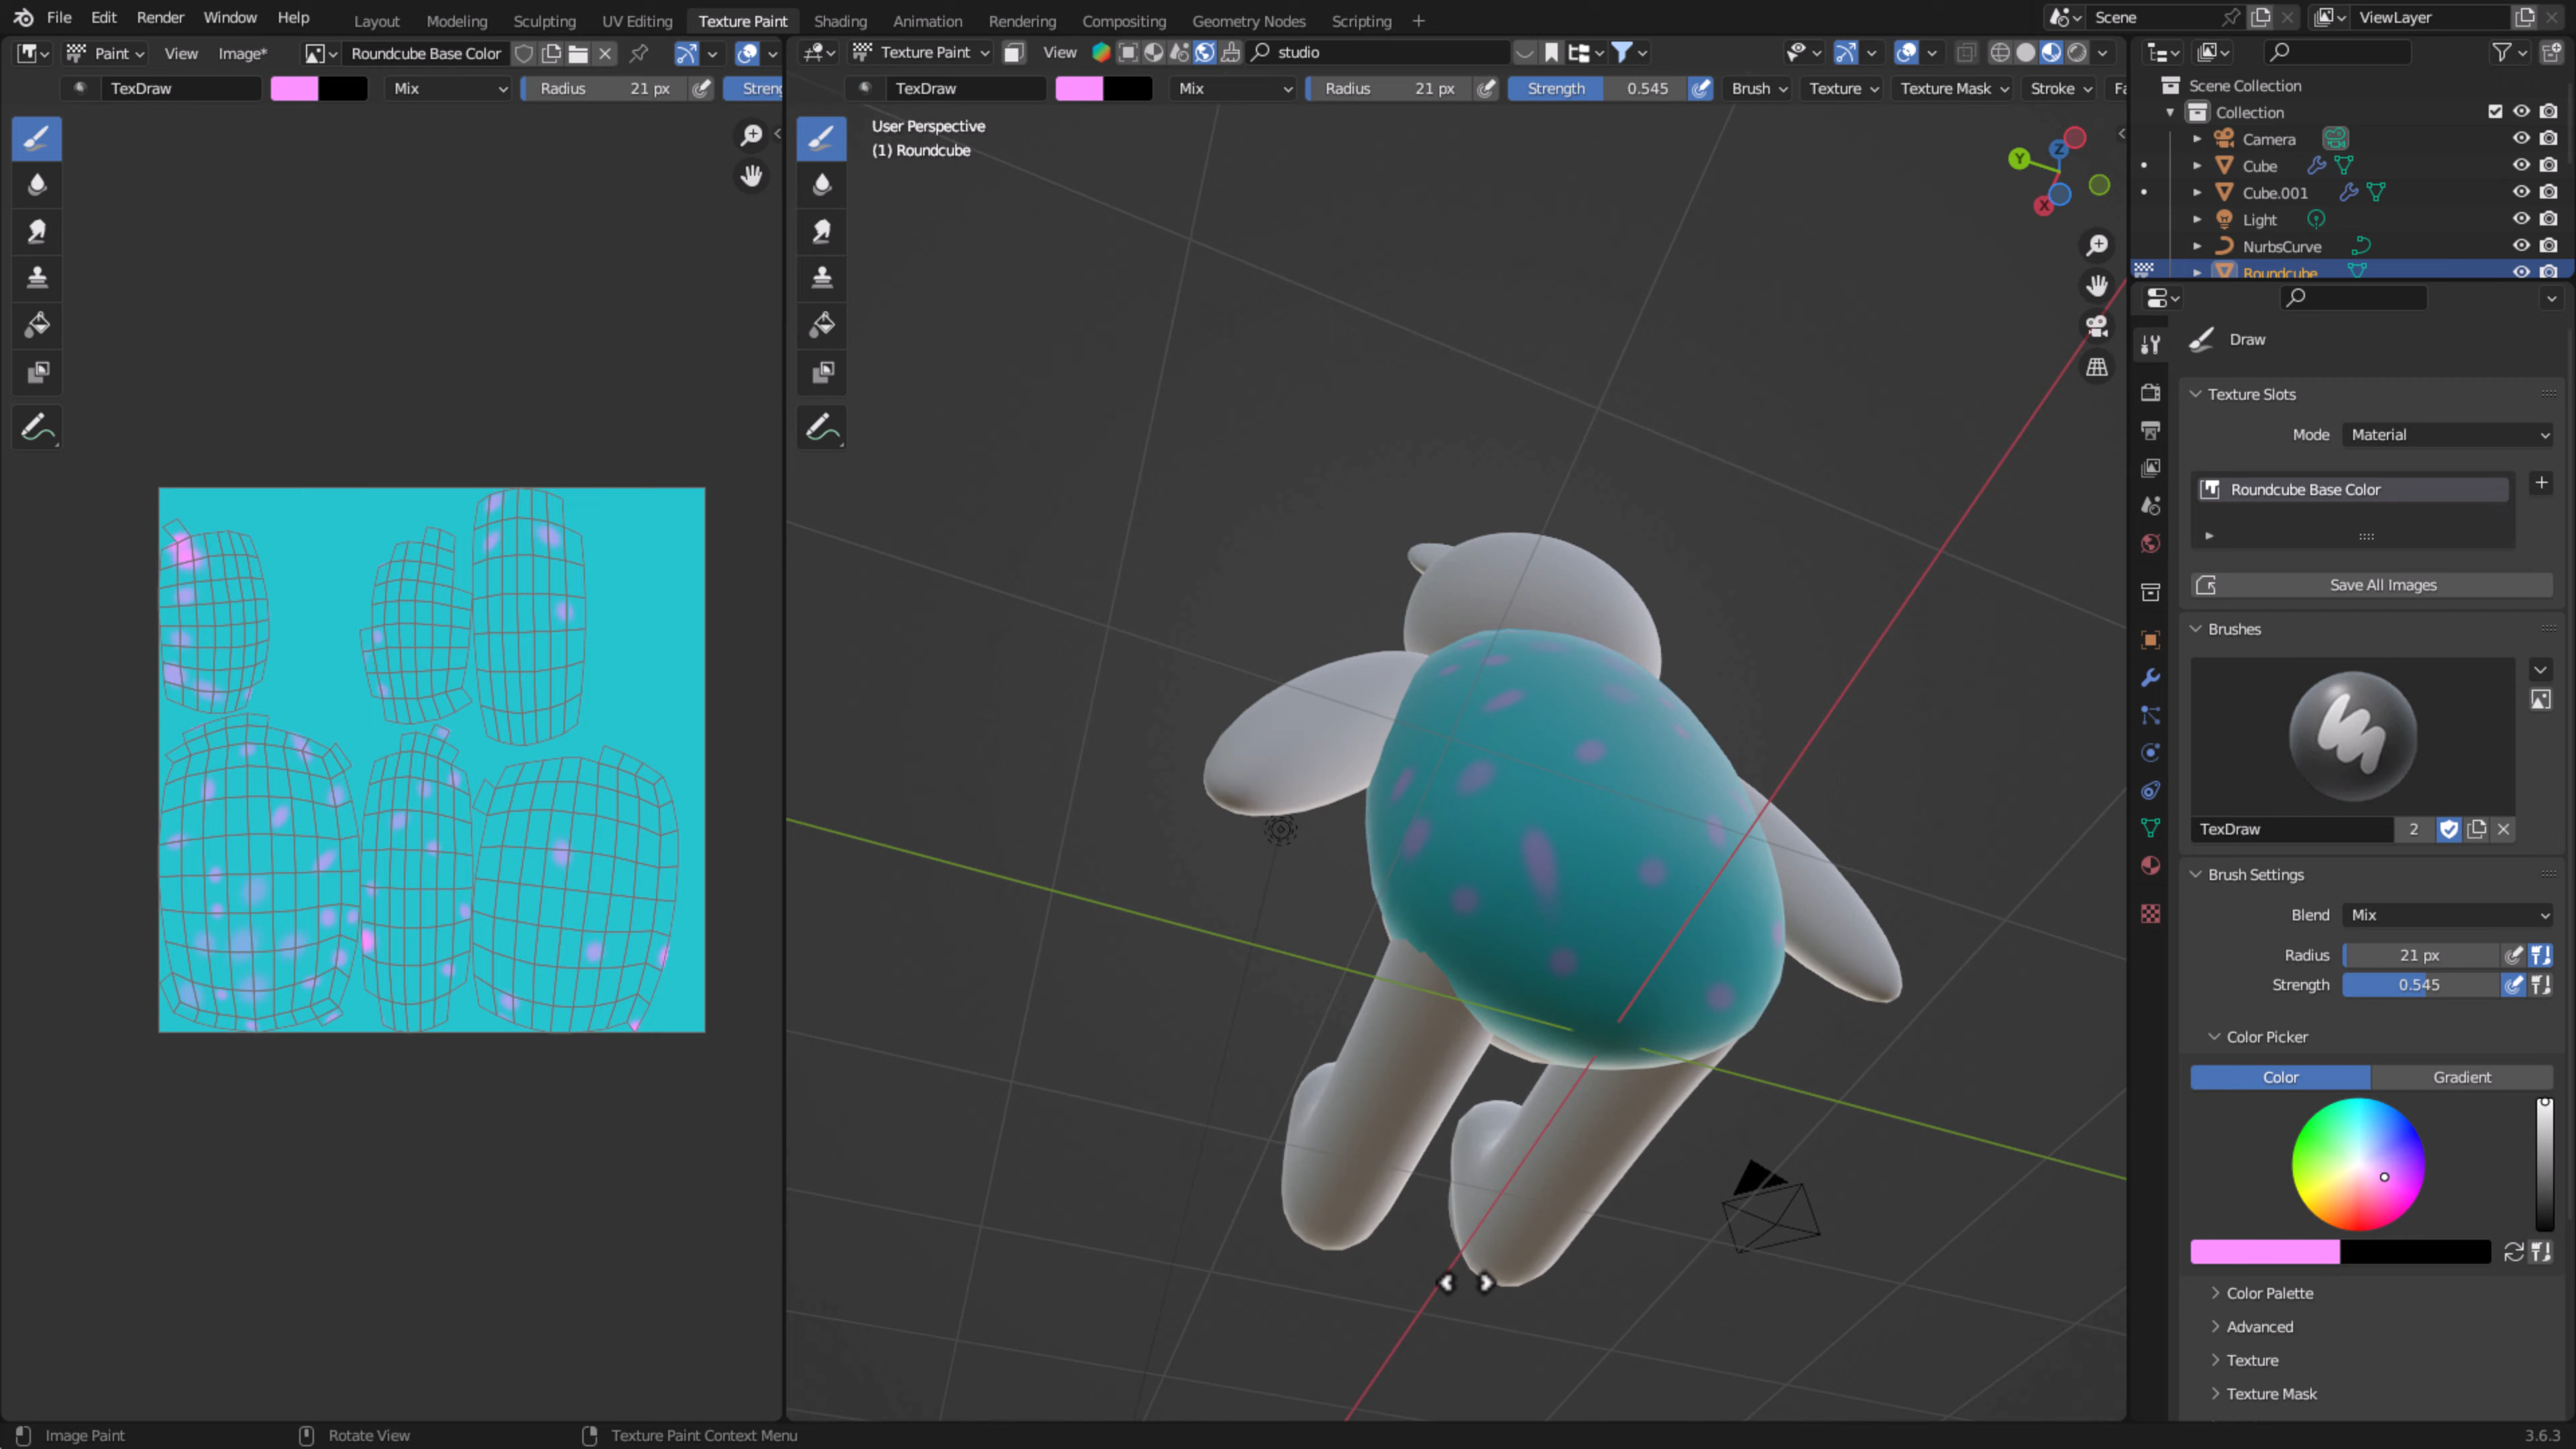 File Edit Render Window Help
Layout Modeling Sculpting UV Editing Texture Paint Shading Animation Rendering Compositing Geometry Nodes Scripting +
Scene
ViewLayer
Paint View Image* Roundcube Base Color
Texture Paint View studio
TexDraw Mix Radius 21 px Streng
TexDraw Mix Radius 21 px Strength 0.545 Brush Texture Texture Mask Stroke Fa
User Perspective
(1) Roundcube
Z
Y
X
Scene Collection
Collection
Camera
Cube
Cube.001
Light
NurbsCurve
Roundcube
Draw
Texture Slots
Mode Material
Roundcube Base Color
Save All Images
Brushes
TexDraw 2
Brush Settings
Blend Mix
Radius 21 px
Strength 0.545
Color Picker
Color Gradient
Color Palette
Advanced
Texture
Texture Mask
Image Paint Rotate View Texture Paint Context Menu 3.6.3